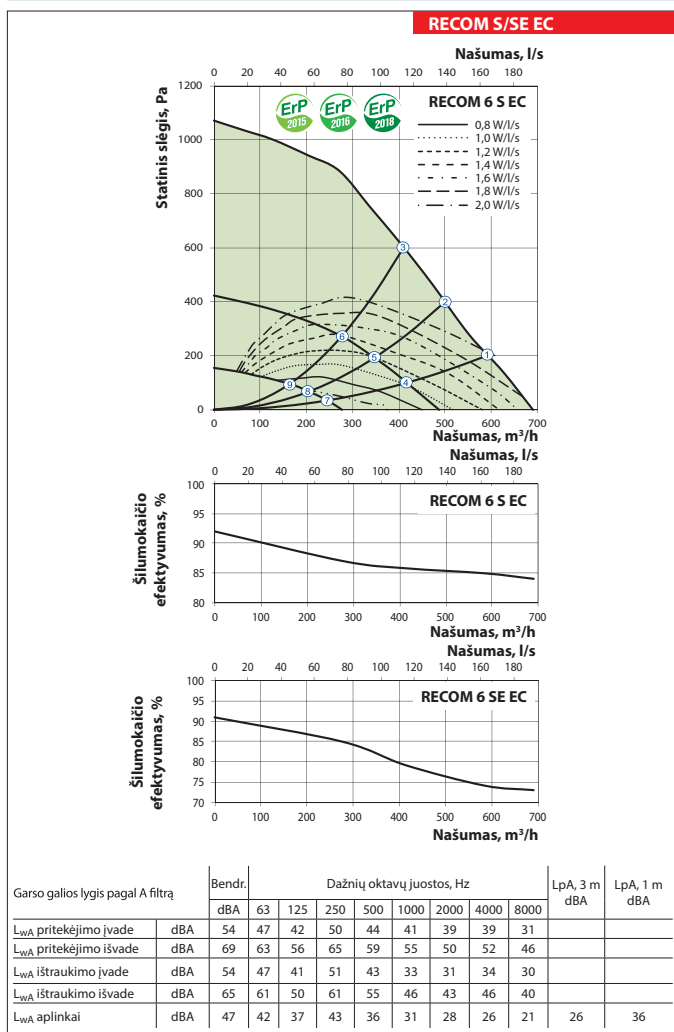 RECOM S/SE EC
Našumas, l/s
0 20 40 60 80 100 120 140 160 180
Statinis slėgis, Pa
1200
1000
800
600
400
200
0
ErP 2015
ErP 2016
ErP 2018
RECOM 6 S EC
0,8 W/l/s
1,0 W/l/s
1,2 W/l/s
1,4 W/l/s
1,6 W/l/s
1,8 W/l/s
2,0 W/l/s
3
2
1
6
5
4
9
8
7
0 100 200 300 400 500 600 700
Našumas, m³/h
Našumas, l/s
0 20 40 60 80 100 120 140 160 180
Šilumokaičio
efektyvumas, %
100
95
90
85
80
RECOM 6 S EC
0 100 200 300 400 500 600 700
Našumas, m³/h
Našumas, l/s
0 20 40 60 80 100 120 140 160 180
Šilumokaičio
efektyvumas, %
100
95
90
85
80
75
70
RECOM 6 SE EC
0 100 200 300 400 500 600 700
Našumas, m³/h
Garso galios lygis pagal A filtrą Bendr. Dažnių oktavų juostos, Hz LpA, 3 m dBA LpA, 1 m dBA
dBA 63 125 250 500 1000 2000 4000 8000
LwA pritekėjimo įvade dBA 54 47 42 50 44 41 39 39 31
LwA pritekėjimo išvade dBA 69 63 56 65 59 55 50 52 46
LwA ištraukimo įvade dBA 54 47 41 51 43 33 31 34 30
LwA ištraukimo išvade dBA 65 61 50 61 55 46 43 46 40
LwA aplinkai dBA 47 42 37 43 36 31 28 26 21 26 36